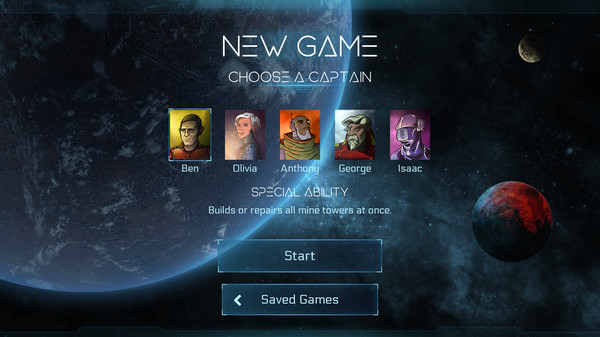 NEW GAME
CHOOSE A CAPTAIN
Ben Olivia Anthony George Isaac
SPECIAL ABILITY
Builds or repairs all mine towers at once.
Start
Saved Games